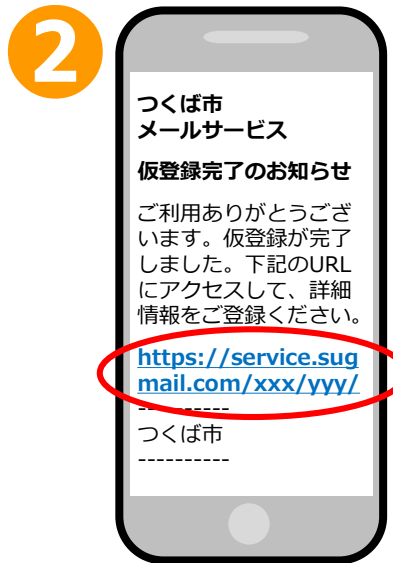 2
つくば市
メールサービス
仮登録完了のお知らせ
ご利用ありがとうござ
います。仮登録が完了
しました。下記のURL
にアクセスして、詳細
情報をご登録ください。
https://service.sug
mail.com/xxx/yyy/
----------
つくば市
----------